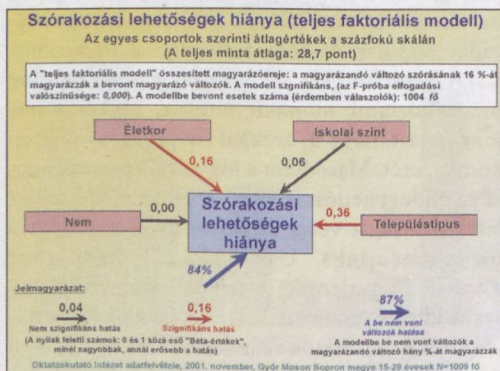 Szórakozási lehetőségek hiánya (teljes faktoriális modell)
Az egyes csoportok szerinti átlagértékek a százfokú skálán
(A teljes minta átlaga: 28,7 pont)
A "teljes faktoriális modell" összesített magyarázóereje: a magyarázandó változó szórásának 16 %-át
magyarázzák a bevont magyarázó változók. A modell szgnifikáns, (az F-próba elfogadási
valószínűsége: 0,000). A modellbe bevont esetek száma (érdemben válaszolók): 1004 fő
Életkor
Iskolai szint
0,16
0,06
Nem
0,00
Szórakozási
lehetőségek
hiánya
0,36
Településtípus
84%
Jelmagyarázat:
0,04
Nem szignifikáns hatás
0,16
Szignifikáns hatás
(A nyilak feletti számok: 0 és 1 közé eső "Béta-értékek",
minél nagyobbak, annál erősebb a hatás)
87%
A be nem vont
változók hatása
A modellbe be nem vont változók a
magyarázandó változó hány %-át magyarázzák
Oktatáskutató Intézet adatfelvétele, 2001. november, Győr Moson Sopron megye 15-29 évesek N=1009 fő